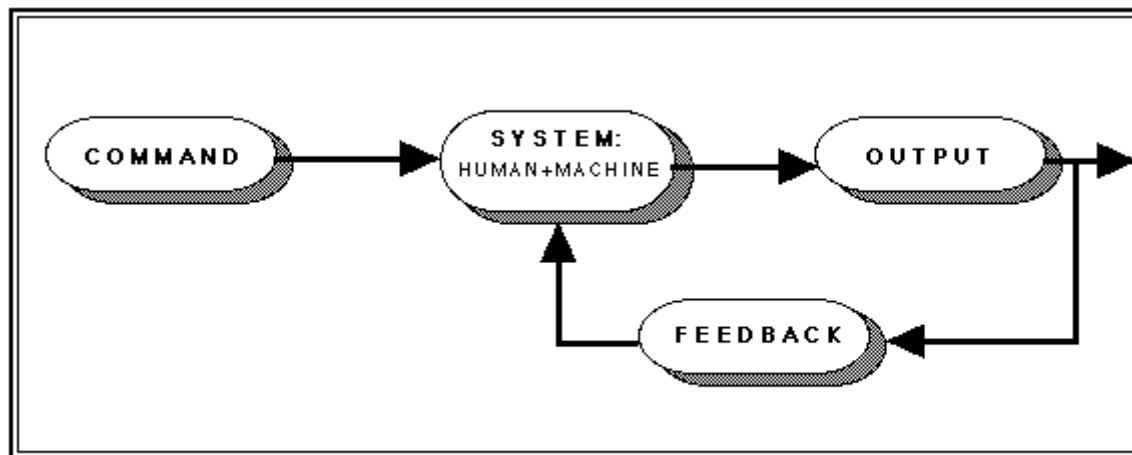 COMMAND
SYSTEM:
HUMAN+MACHINE
OUTPUT
FEEDBACK